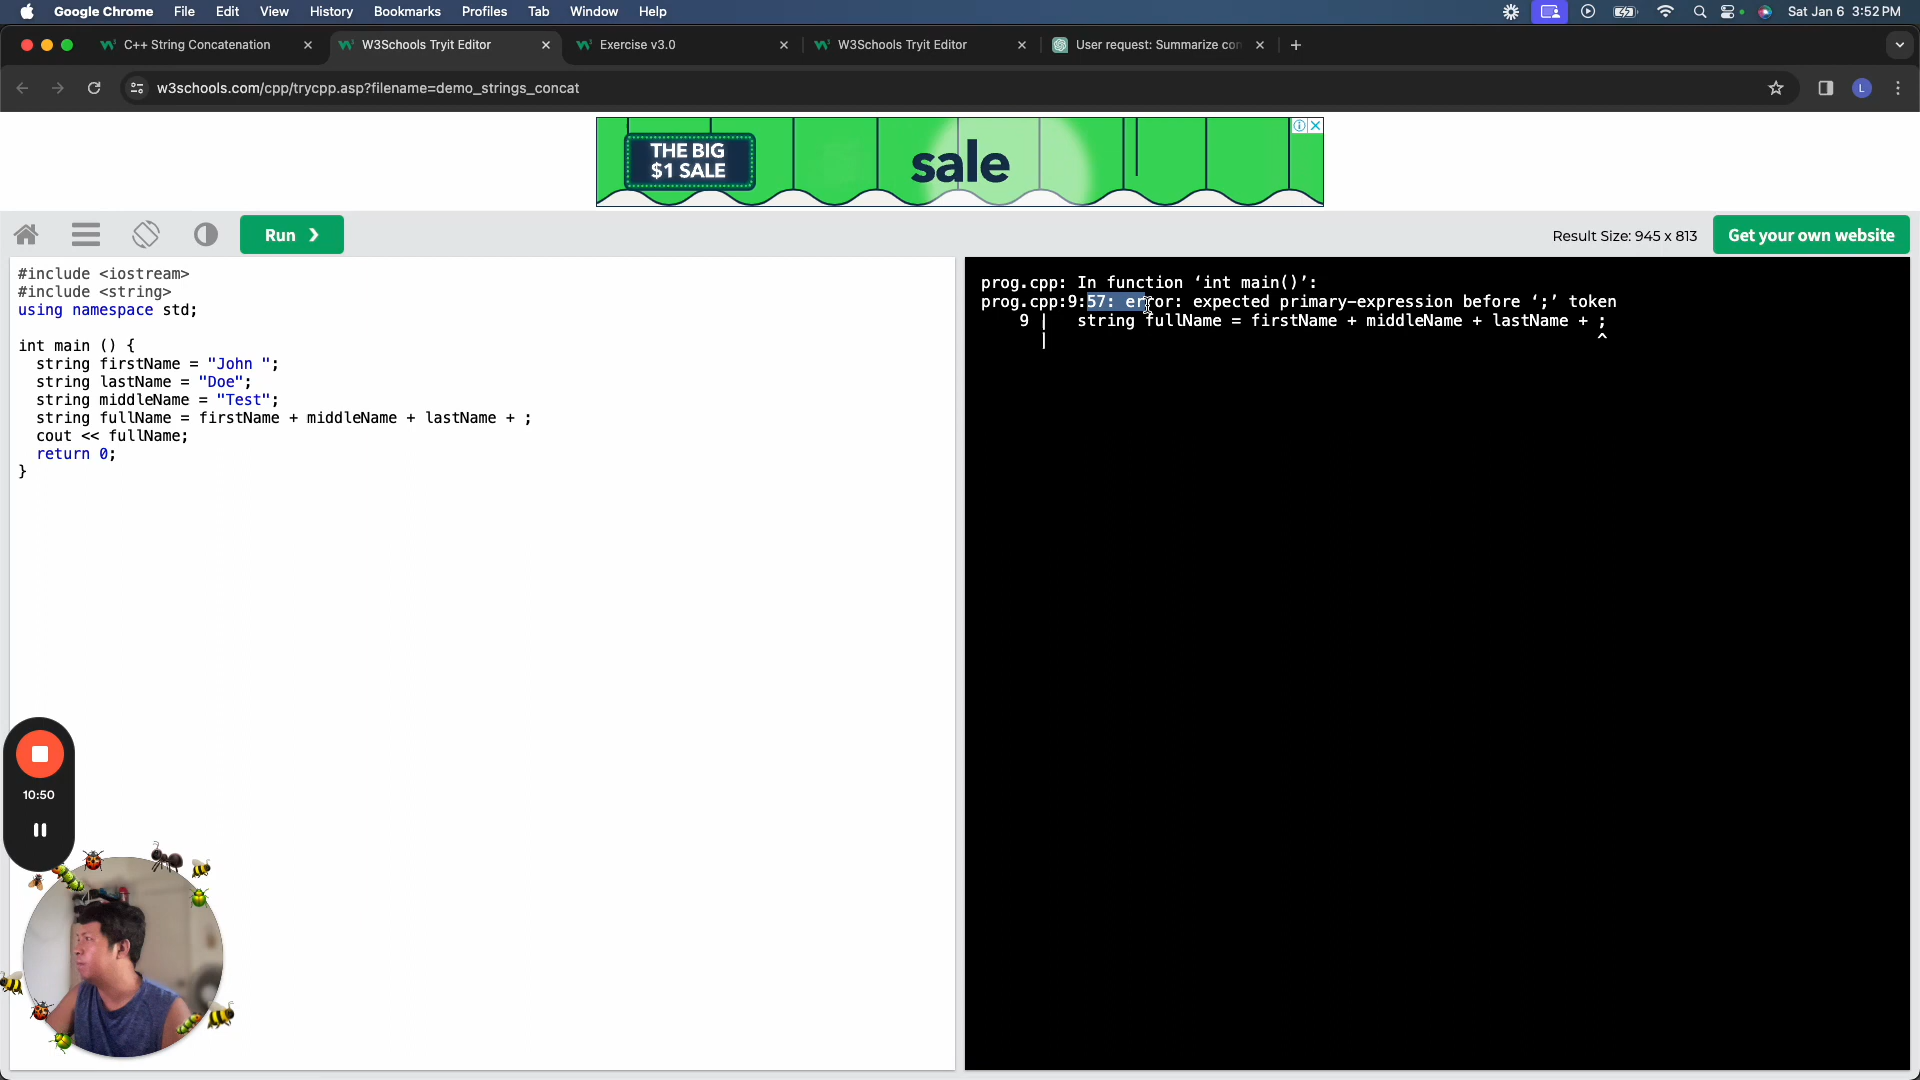 Google Chrome File Edit View History Bookmarks Profiles Tab Window Help Sat Jan 6 3:52 PM
C++ String Concatenation W3Schools Tryit Editor Exercise v3.0 W3Schools Tryit Editor User request: Summarize con
w3schools.com/cpp/trycpp.asp?filename=demo_strings_concat L
THE BIG
$1 SALE
sale
Run ❯ Result Size: 945 x 813 Get your own website
#include <iostream>
#include <string>
using namespace std;
int main () {
string firstName = "John ";
string lastName = "Doe";
string middleName = "Test";
string fullName = firstName + middleName + lastName + ;
cout << fullName;
return 0;
}
prog.cpp: In function ‘int main()’:
prog.cpp:9:57: error: expected primary-expression before ‘;’ token
9 | string fullName = firstName + middleName + lastName + ;
| ^
10:50